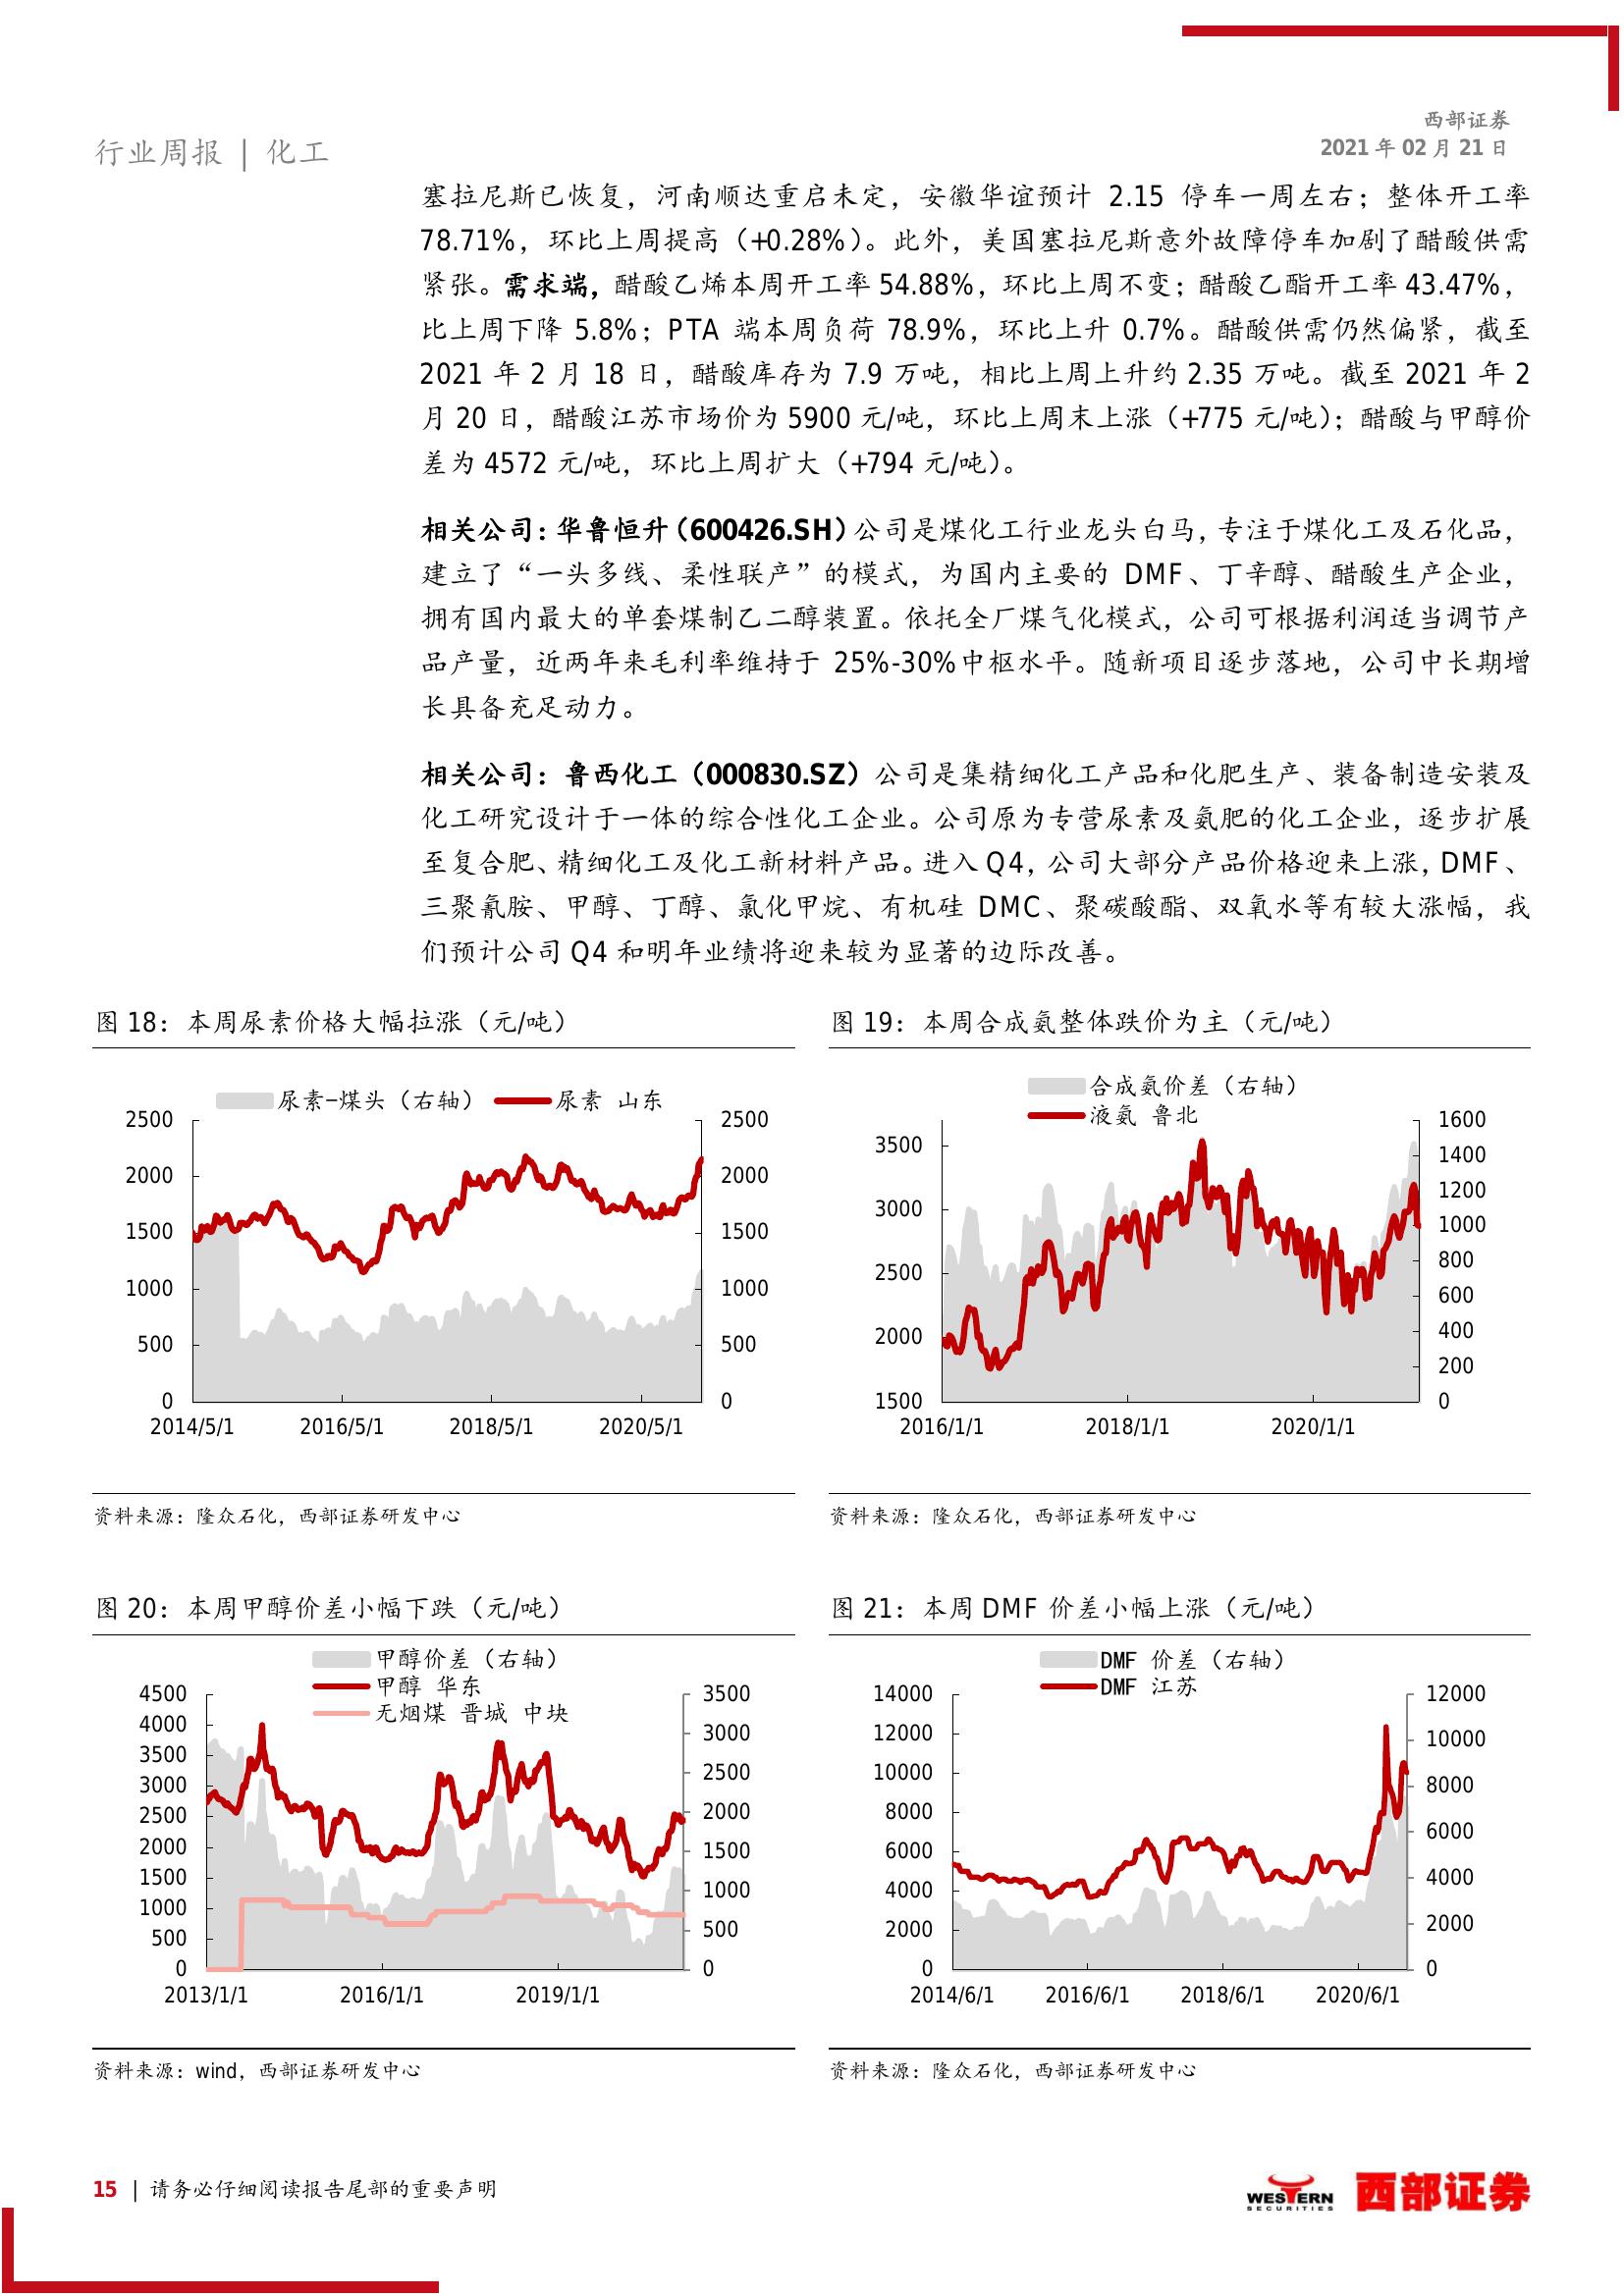 西部证券
2021 年 02 月 21 日
行业周报 | 化工
塞拉尼斯已恢复，河南顺达重启未定，安徽华谊预计 2.15 停车一周左右；整体开工率
78.71%，环比上周提高（+0.28%）。此外，美国塞拉尼斯意外故障停车加剧了醋酸供需
紧张。需求端，醋酸乙烯本周开工率 54.88%，环比上周不变；醋酸乙酯开工率 43.47%，
比上周下降 5.8%；PTA 端本周负荷 78.9%，环比上升 0.7%。醋酸供需仍然偏紧，截至
2021 年 2 月 18 日，醋酸库存为 7.9 万吨，相比上周上升约 2.35 万吨。截至 2021 年 2
月 20 日，醋酸江苏市场价为 5900 元/吨，环比上周末上涨（+775 元/吨）；醋酸与甲醇价
差为 4572 元/吨，环比上周扩大（+794 元/吨）。
相关公司：华鲁恒升（600426.SH）公司是煤化工行业龙头白马，专注于煤化工及石化品，
建立了“一头多线、柔性联产”的模式，为国内主要的 DMF、丁辛醇、醋酸生产企业，
拥有国内最大的单套煤制乙二醇装置。依托全厂煤气化模式，公司可根据利润适当调节产
品产量，近两年来毛利率维持于 25%-30%中枢水平。随新项目逐步落地，公司中长期增
长具备充足动力。
相关公司：鲁西化工（000830.SZ）公司是集精细化工产品和化肥生产、装备制造安装及
化工研究设计于一体的综合性化工企业。公司原为专营尿素及氨肥的化工企业，逐步扩展
至复合肥、精细化工及化工新材料产品。进入 Q4，公司大部分产品价格迎来上涨，DMF、
三聚氰胺、甲醇、丁醇、氯化甲烷、有机硅 DMC、聚碳酸酯、双氧水等有较大涨幅，我
们预计公司 Q4 和明年业绩将迎来较为显著的边际改善。
图 18：本周尿素价格大幅拉涨（元/吨）
尿素-煤头（右轴） 尿素 山东
2500 2500
2000 2000
1500 1500
1000 1000
500 500
0 0
2014/5/1 2016/5/1 2018/5/1 2020/5/1
资料来源：隆众石化，西部证券研发中心
图 19：本周合成氨整体跌价为主（元/吨）
合成氨价差（右轴）
液氨 鲁北
3500
3000
2500
2000
1500
1600
1400
1200
1000
800
600
400
200
0
2016/1/1 2018/1/1 2020/1/1
资料来源：隆众石化，西部证券研发中心
图 20：本周甲醇价差小幅下跌（元/吨）
甲醇价差（右轴）
甲醇 华东
无烟煤 晋城 中块
4500
4000
3500
3000
2500
2000
1500
1000
500
0
3500
3000
2500
2000
1500
1000
500
0
2013/1/1 2016/1/1 2019/1/1
资料来源：wind，西部证券研发中心
图 21：本周 DMF 价差小幅上涨（元/吨）
DMF 价差（右轴）
DMF 江苏
14000
12000
10000
8000
6000
4000
2000
0
12000
10000
8000
6000
4000
2000
0
2014/6/1 2016/6/1 2018/6/1 2020/6/1
资料来源：隆众石化，西部证券研发中心
15 | 请务必仔细阅读报告尾部的重要声明
WESTERN
SECURITIES
西部证券